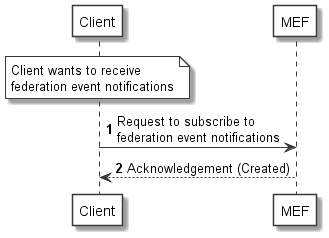 Client
MEF
Client wants to receive
federation event notifications
1 Request to subscribe to
federation event notifications
2 Acknowledgement (Created)
Client
MEF